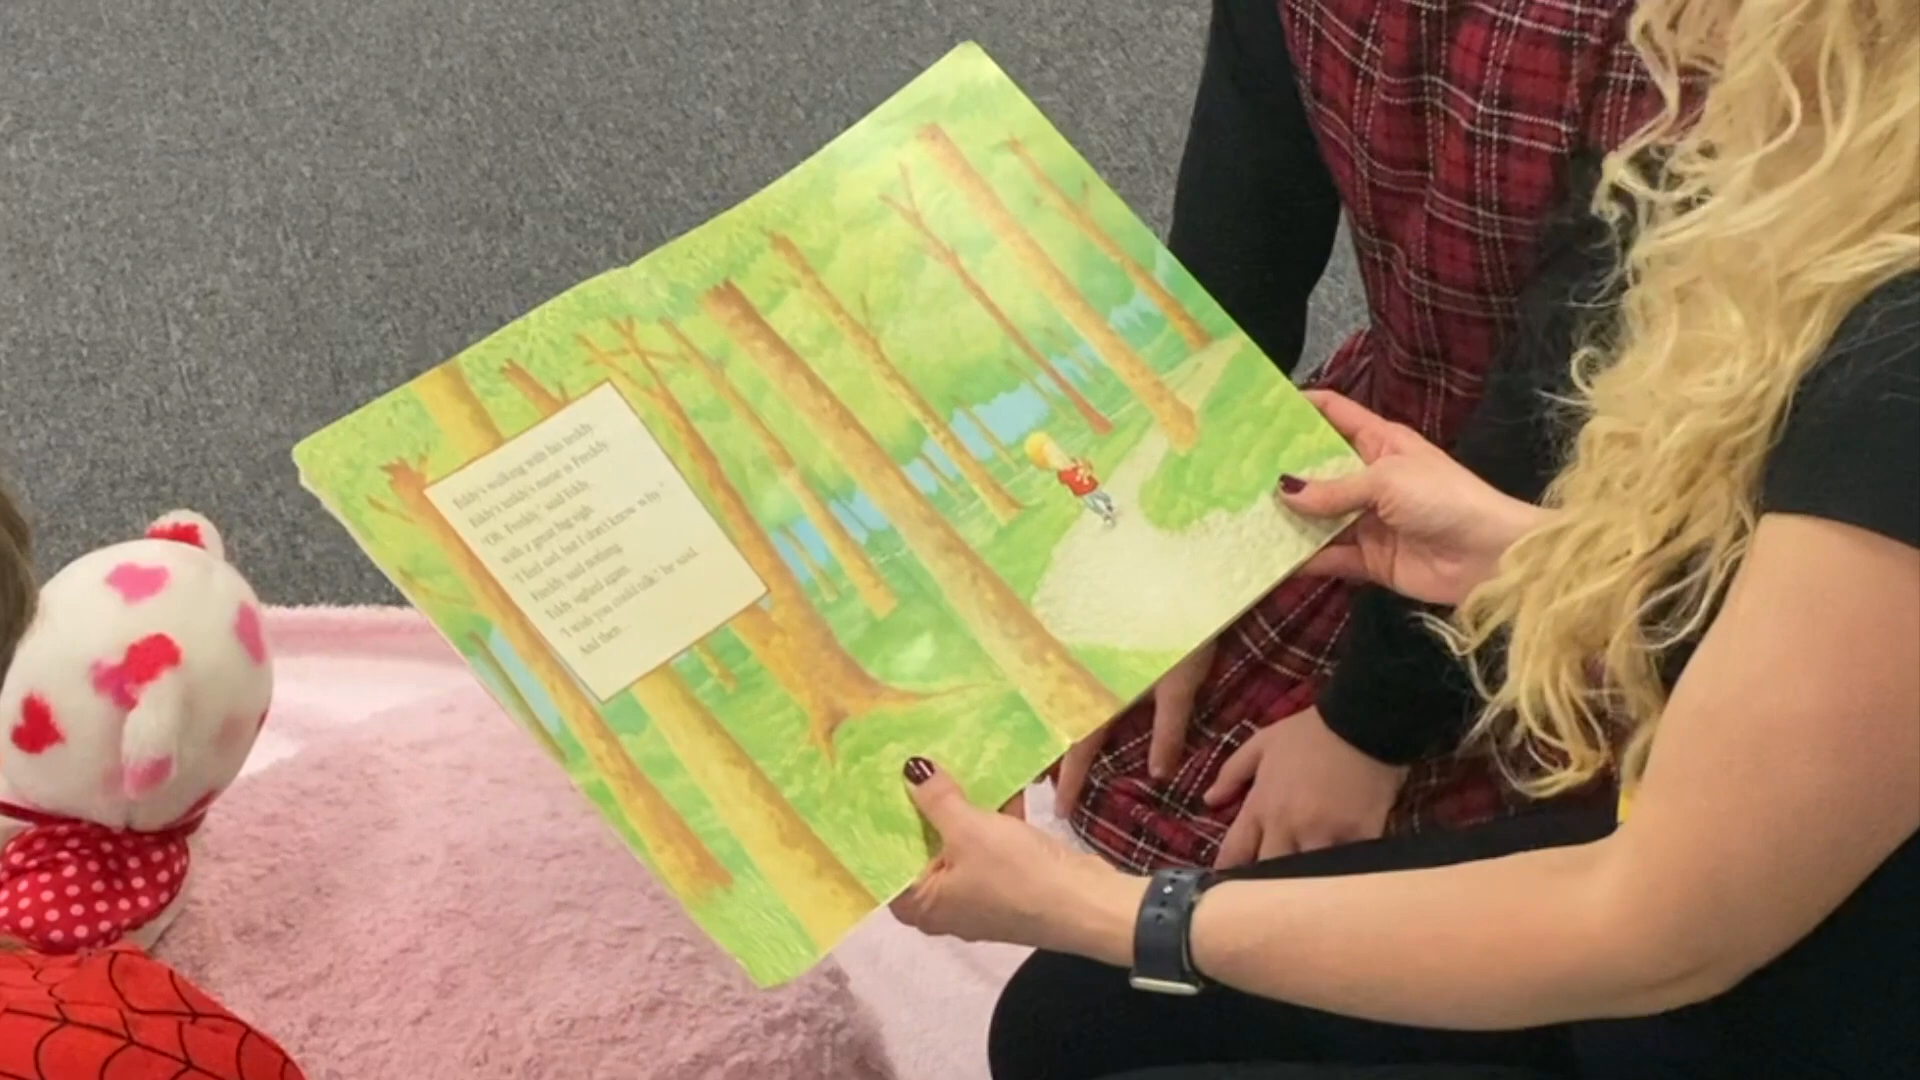 Eddy's walking with his teddy.
Eddy's teddy's name is Freddy.
"Oh, Freddy," said Eddy,
with a great big sigh.
"I feel sad, but I don't know why."
Freddy said nothing.
Eddy sighed again.
"I wish you could talk," he said.
And then...